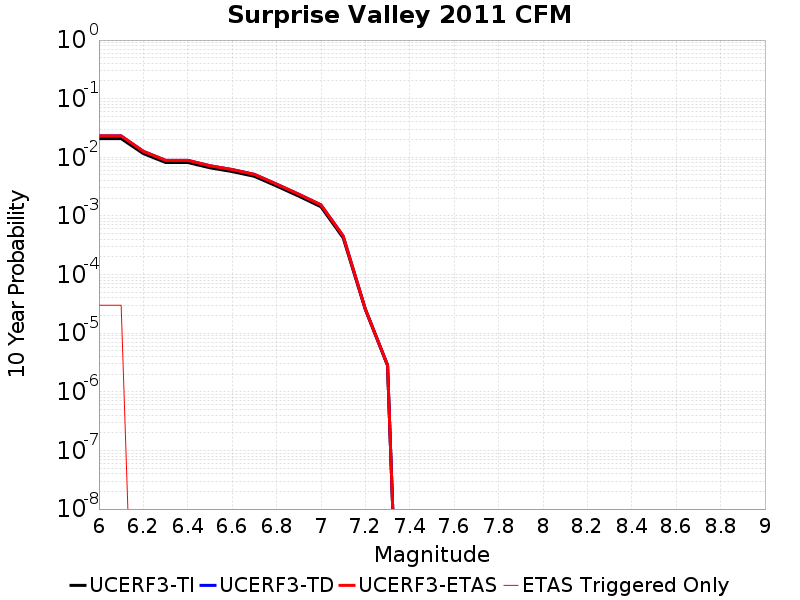 Surprise Valley 2011 CFM
10 Year Probability
10^0
10^-1
10^-2
10^-3
10^-4
10^-5
10^-6
10^-7
10^-8
6 6.2 6.4 6.6 6.8 7 7.2 7.4 7.6 7.8 8 8.2 8.4 8.6 8.8 9
Magnitude
UCERF3-TI UCERF3-TD UCERF3-ETAS ETAS Triggered Only